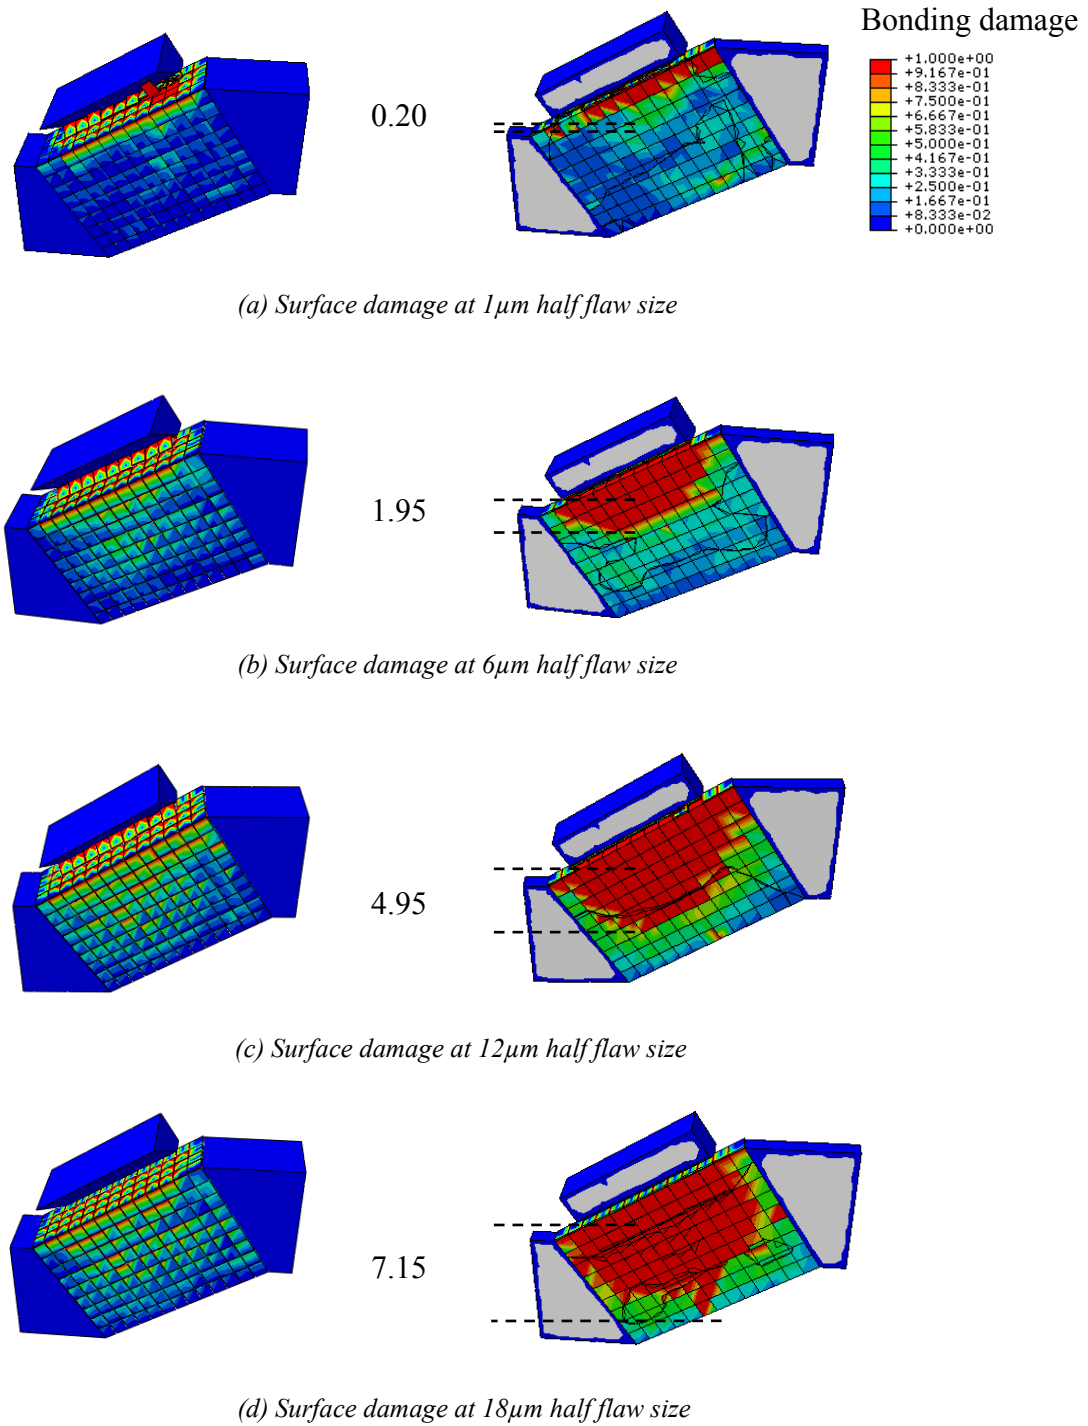 Bonding damage
+1.000e+00
+9.167e-01
+8.333e-01
+7.500e-01
+6.667e-01
+5.833e-01
+5.000e-01
+4.167e-01
+3.333e-01
+2.500e-01
+1.667e-01
+8.333e-02
+0.000e+00
0.20
(a) Surface damage at 1µm half flaw size
1.95
(b) Surface damage at 6µm half flaw size
4.95
(c) Surface damage at 12µm half flaw size
7.15
(d) Surface damage at 18µm half flaw size